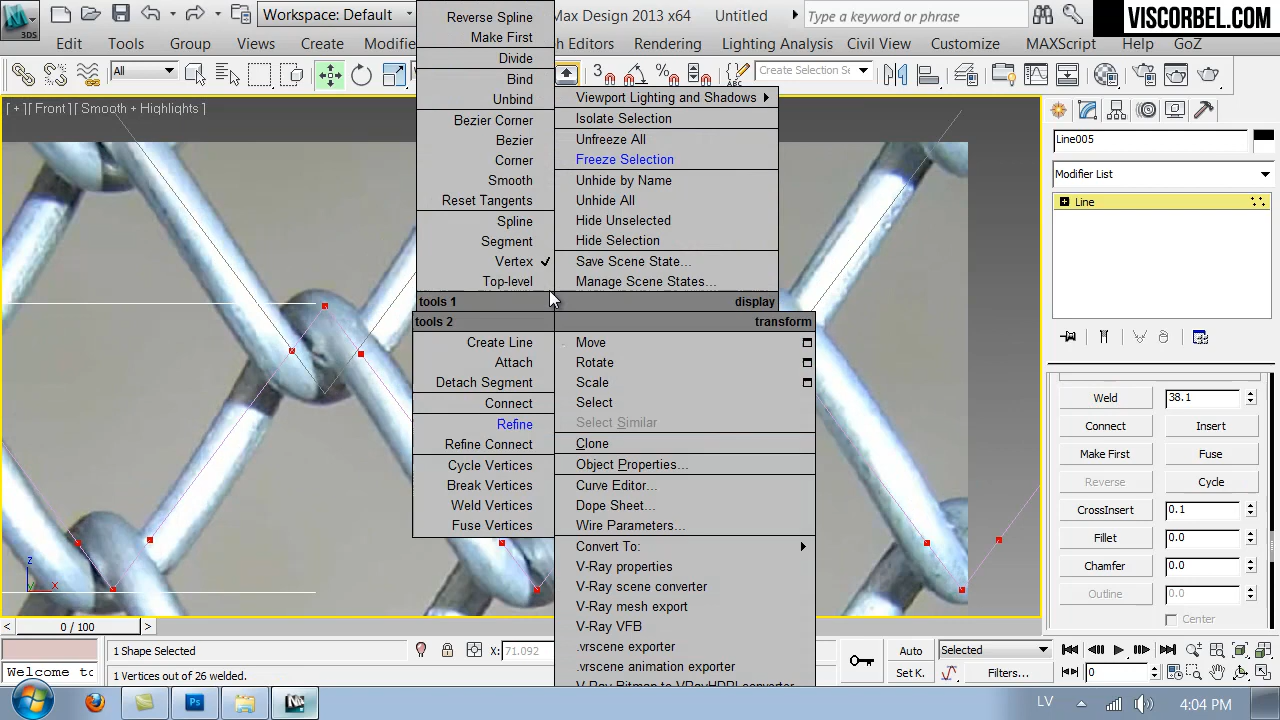 3DS
Workspace: Default
Max Design 2013 x64
Untitled
Type a keyword or phrase
VISCORBEL.COM
Edit
Tools
Group
Views
Create
Modifie
h Editors
Rendering
Lighting Analysis
Civil View
Customize
MAXScript
Help
GoZ
All
3
Create Selection Se
[ + ][ Front ][ Smooth + Highlights ]
Reverse Spline
Make First
Divide
Bind
Unbind
Bezier Corner
Bezier
Corner
Smooth
Reset Tangents
Spline
Segment
Vertex
Top-level
tools 1
Viewport Lighting and Shadows
Isolate Selection
Unfreeze All
Freeze Selection
Unhide by Name
Unhide All
Hide Unselected
Hide Selection
Save Scene State...
Manage Scene States...
display
tools 2
Create Line
Attach
Detach Segment
Connect
Refine
Refine Connect
Cycle Vertices
Break Vertices
Weld Vertices
Fuse Vertices
transform
Move
Rotate
Scale
Select
Select Similar
Clone
Object Properties...
Curve Editor...
Dope Sheet...
Wire Parameters...
Convert To:
V-Ray properties
V-Ray scene converter
V-Ray mesh export
V-Ray VFB
.vrscene exporter
.vrscene animation exporter
V-Ray Bitmap to VRayHDRI converter
Line005
Modifier List
Line
Weld
38.1
Connect
Insert
Make First
Fuse
Reverse
Cycle
CrossInsert
0.1
Fillet
0.0
Chamfer
0.0
Outline
0.0
Center
z
x
0 / 100
1 Shape Selected
X:
71.092
Auto
Selected
Welcome to
1 Vertices out of 26 welded.
Set K.
Filters...
0
Ps
LV
4:04 PM